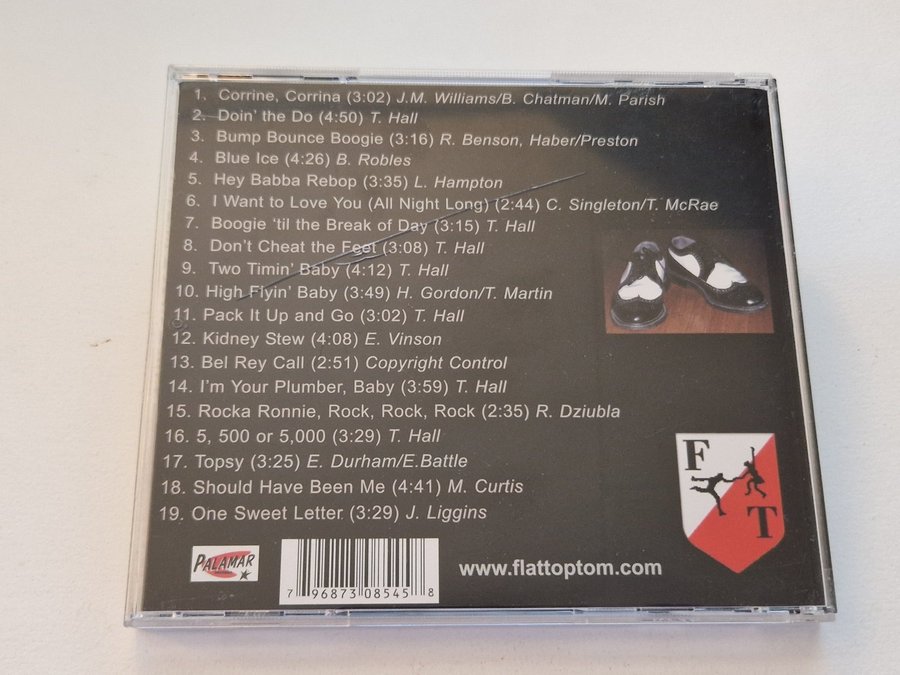 1. Corrine, Corrina (3:02) J.M. Williams/B. Chatman/M. Parish
2. Doin' the Do (4:50) T. Hall
3. Bump Bounce Boogie (3:16) R. Benson, Haber/Preston
4. Blue Ice (4:26) B. Robles
5. Hey Babba Rebop (3:35) L. Hampton
6. I Want to Love You (All Night Long) (2:44) C. Singleton/T. McRae
7. Boogie 'til the Break of Day (3:15) T. Hall
8. Don't Cheat the Feet (3:08) T. Hall
9. Two Timin' Baby (4:12) T. Hall
10. High Flyin' Baby (3:49) H. Gordon/T. Martin
11. Pack It Up and Go (3:02) T. Hall
12. Kidney Stew (4:08) E. Vinson
13. Bel Rey Call (2:51) Copyright Control
14. I'm Your Plumber, Baby (3:59) T. Hall
15. Rocka Ronnie, Rock, Rock, Rock (2:35) R. Dziubla
16. 5, 500 or 5,000 (3:29) T. Hall
17. Topsy (3:25) E. Durham/E.Battle
18. Should Have Been Me (4:41) M. Curtis
19. One Sweet Letter (3:29) J. Liggins
F
T
PALAMAR
7 96873 08545 8
www.flattoptom.com